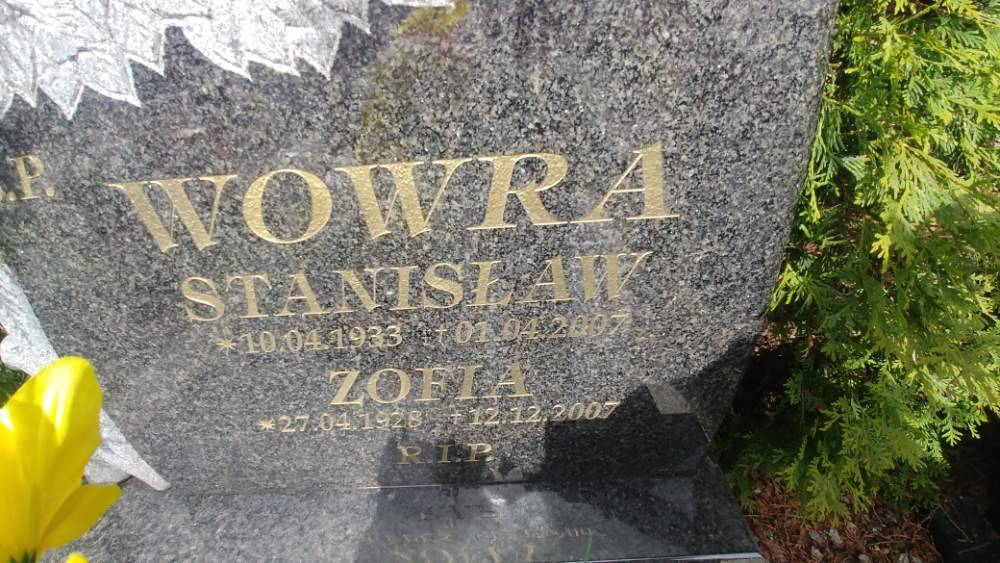 .P.
WOWRA
STANISŁAW
*10.04.1933 †01.04.2007
ZOFIA
*27.04.1928 †12.12.2007
R.I.P.